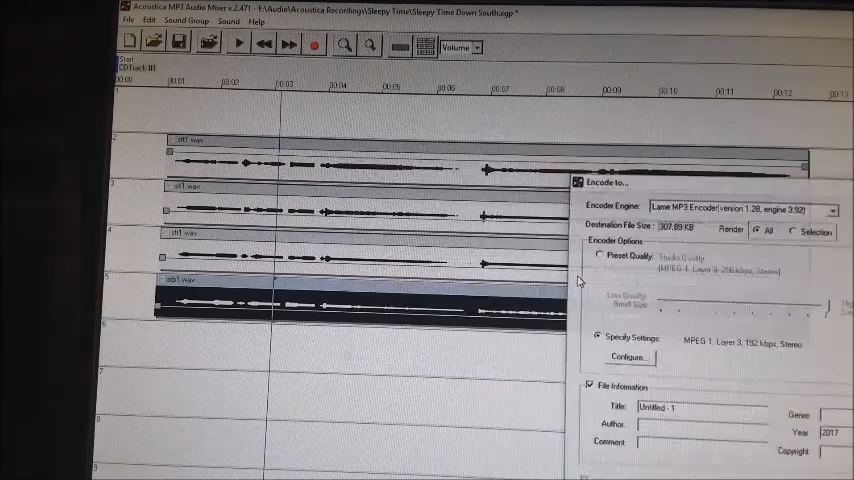 Acoustica MP3 Audio Mixer v.2.471 - E:\Audio\Acoustica Recordings\Sleepy Time\Sleepy Time Down South.sgp *
File Edit Sound Group Sound Help
Volume
Start
CDTrack #1
00:00 00:01 00:02 00:03 00:04 00:05 00:06 00:07 00:08 00:09 00:10 00:11 00:12 00:13
1
2
3
4
5
6
7
8
9
Encode to...
Encoder Engine: Lame MP3 Encoder(version 1.28, engine 3.92)
Destination File Size: 307.89 KB Render All Selection
Encoder Options
Preset Quality: Studio Quality
(MPEG 1, Layer 3, 256 kbps, Stereo)
Low Quality
Small Size
Specify Settings: MPEG 1, Layer 3, 192 kbps, Stereo
Configure...
File Information
Title: Untitled - 1
Genre:
Author:
Year 2017
Comment:
Copyright: